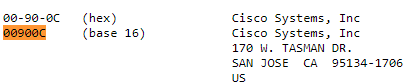 00-90-0C (hex) Cisco Systems, Inc
00900C (base 16) Cisco Systems, Inc
170 W. TASMAN DR.
SAN JOSE CA 95134-1706
US